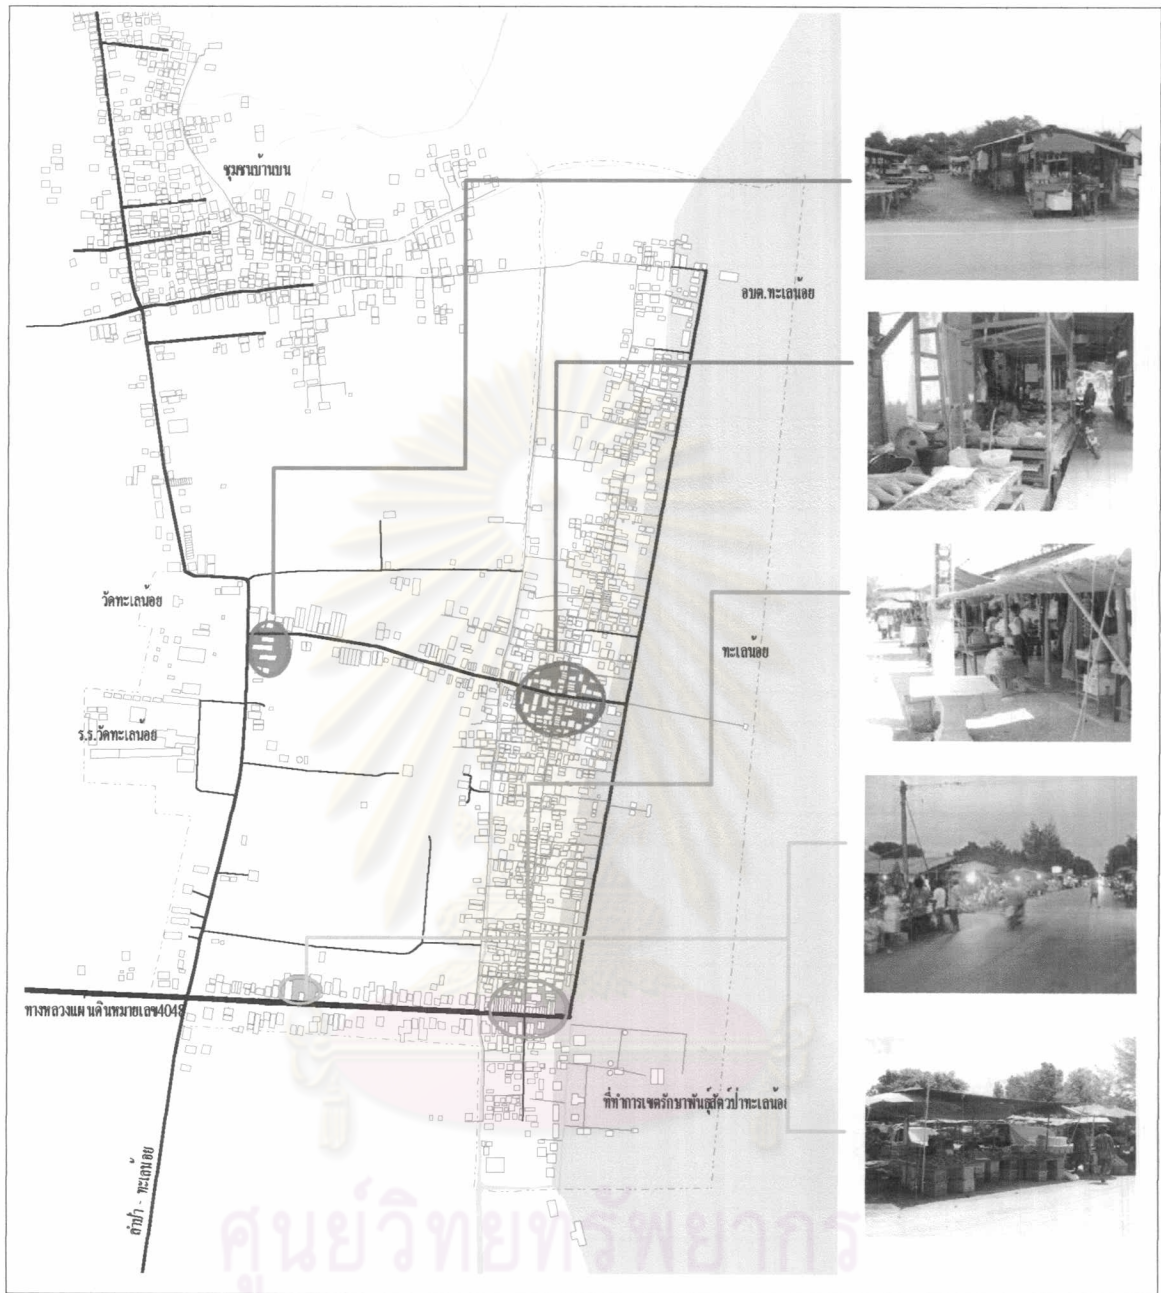 ชุมชนบ้านบน
อบต.ทะเลน้อย
วัดทะเลน้อย
ทะเลน้อย
ร.ร.วัดทะเลน้อย
ทางหลวงแผ่นดินหมายเลข4048
ที่ทำการเขตรักษาพันธุ์สัตว์ป่าทะเลน้อย
ลำปำ - ทะเลน้อย
ศูนย์วิทยทรัพยากร